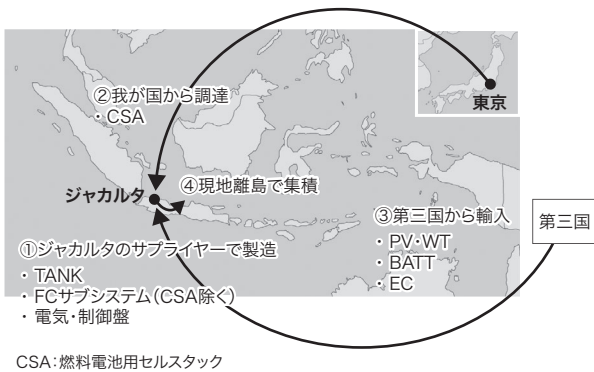 ②我が国から調達
・CSA
東京
ジャカルタ
④現地離島で集積
③第三国から輸入
・PV・WT
・BATT
・EC
第三国
①ジャカルタのサプライヤーで製造
・TANK
・FCサブシステム(CSA除く)
・電気・制御盤
CSA:燃料電池用セルスタック